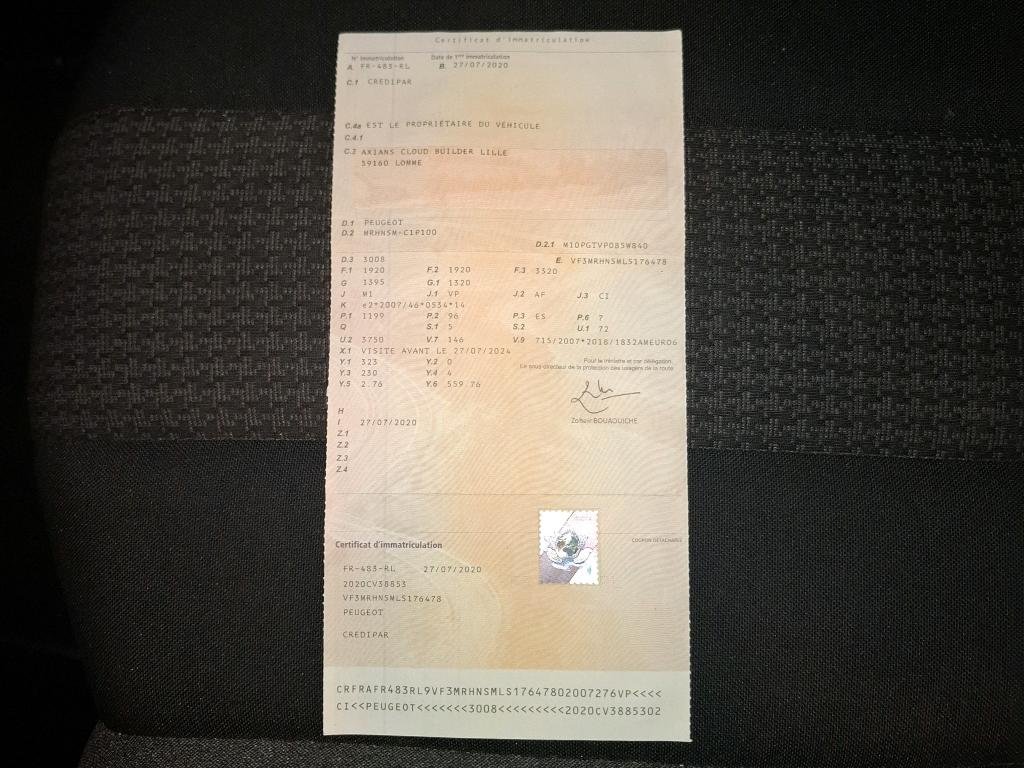 Certificat d'immatriculation
N° Immatriculation Date de 1ère immatriculation
A. FR-483-RL B. 27/07/2020
C.1 CREDIPAR
C.4a EST LE PROPRIÉTAIRE DU VÉHICULE
C.4.1
C.3 AXIANS CLOUD BUILDER LILLE
59160 LOMME
D.1 PEUGEOT
D.2 MRHNSM-C1P100
D.2.1 M10PGTVP085W840
D.3 3008 E. VF3MRHNSMLS176478
F.1 1920 F.2 1920 F.3 3320
G 1395 G.1 1320
J M1 J.1 VP J.2 AF J.3 CI
K e2*2007/46*0534*14
P.1 1199 P.2 96 P.3 ES P.6 7
Q S.1 5 S.2 U.1 72
U.2 3750 V.7 146 V.9 715/2007*2018/1832AMEURO6
X.1 VISITE AVANT LE 27/07/2024
Y.1 323 Y.2 0
Y.3 230 Y.4 4
Y.5 2.76 Y.6 559.76
Pour le ministre et par délégation,
Le sous-directeur de la protection des usagers de la route
Zoheir BOUAOUICHE
H
I 27/07/2020
Z.1
Z.2
Z.3
Z.4
COUPON DÉTACHABLE
Certificat d'immatriculation
FR-483-RL 27/07/2020
2020CV38853
VF3MRHNSMLS176478
PEUGEOT
CREDIPAR
CRFRAFR483RL9VF3MRHNSMLS17647802007276VP<<<<
CI<<PEUGEOT<<<<<<<3008<<<<<<<<<2020CV3885302